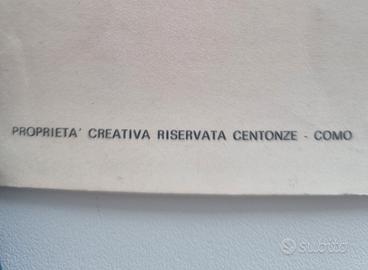 PROPRIETA' CREATIVA RISERVATA CENTONZE - COMO
subito